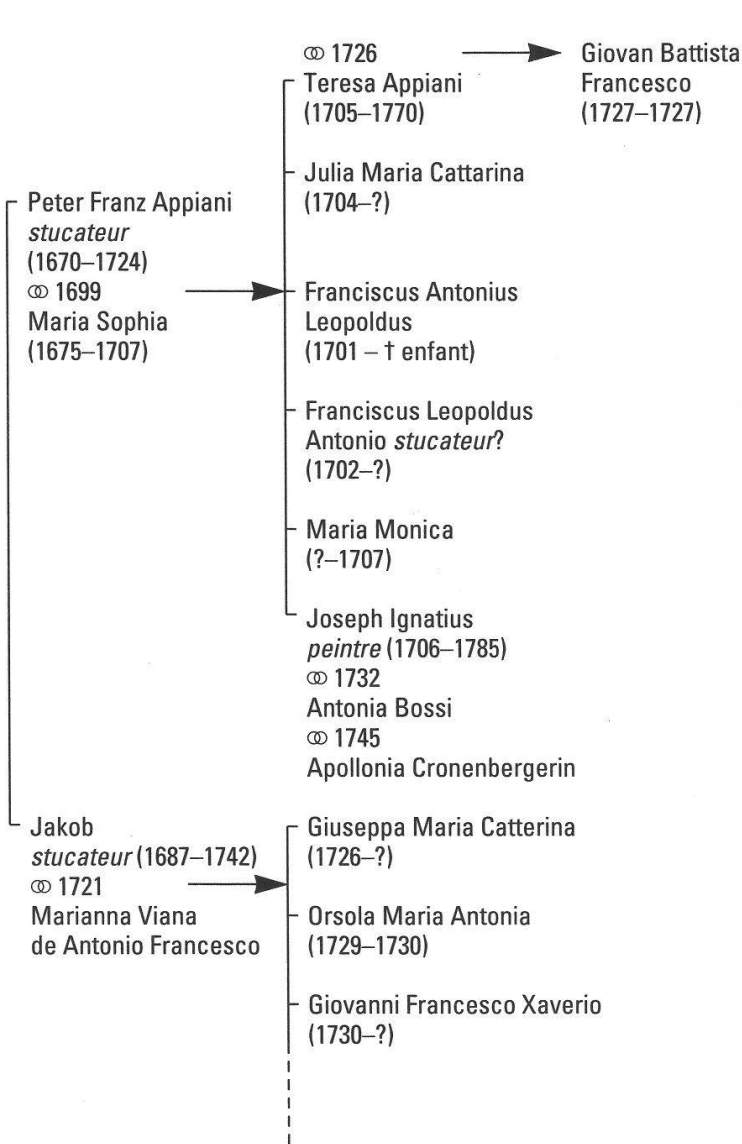 ⚭ 1726
Teresa Appiani
(1705–1770)
Giovan Battista
Francesco
(1727–1727)
Julia Maria Cattarina
(1704–?)
Peter Franz Appiani
stucateur
(1670–1724)
⚭ 1699
Maria Sophia
(1675–1707)
Franciscus Antonius
Leopoldus
(1701 – † enfant)
Franciscus Leopoldus
Antonio stucateur?
(1702–?)
Maria Monica
(?–1707)
Joseph Ignatius
peintre (1706–1785)
⚭ 1732
Antonia Bossi
⚭ 1745
Apollonia Cronenbergerin
Jakob
stucateur (1687–1742)
⚭ 1721
Marianna Viana
de Antonio Francesco
Giuseppa Maria Catterina
(1726–?)
Orsola Maria Antonia
(1729–1730)
Giovanni Francesco Xaverio
(1730–?)